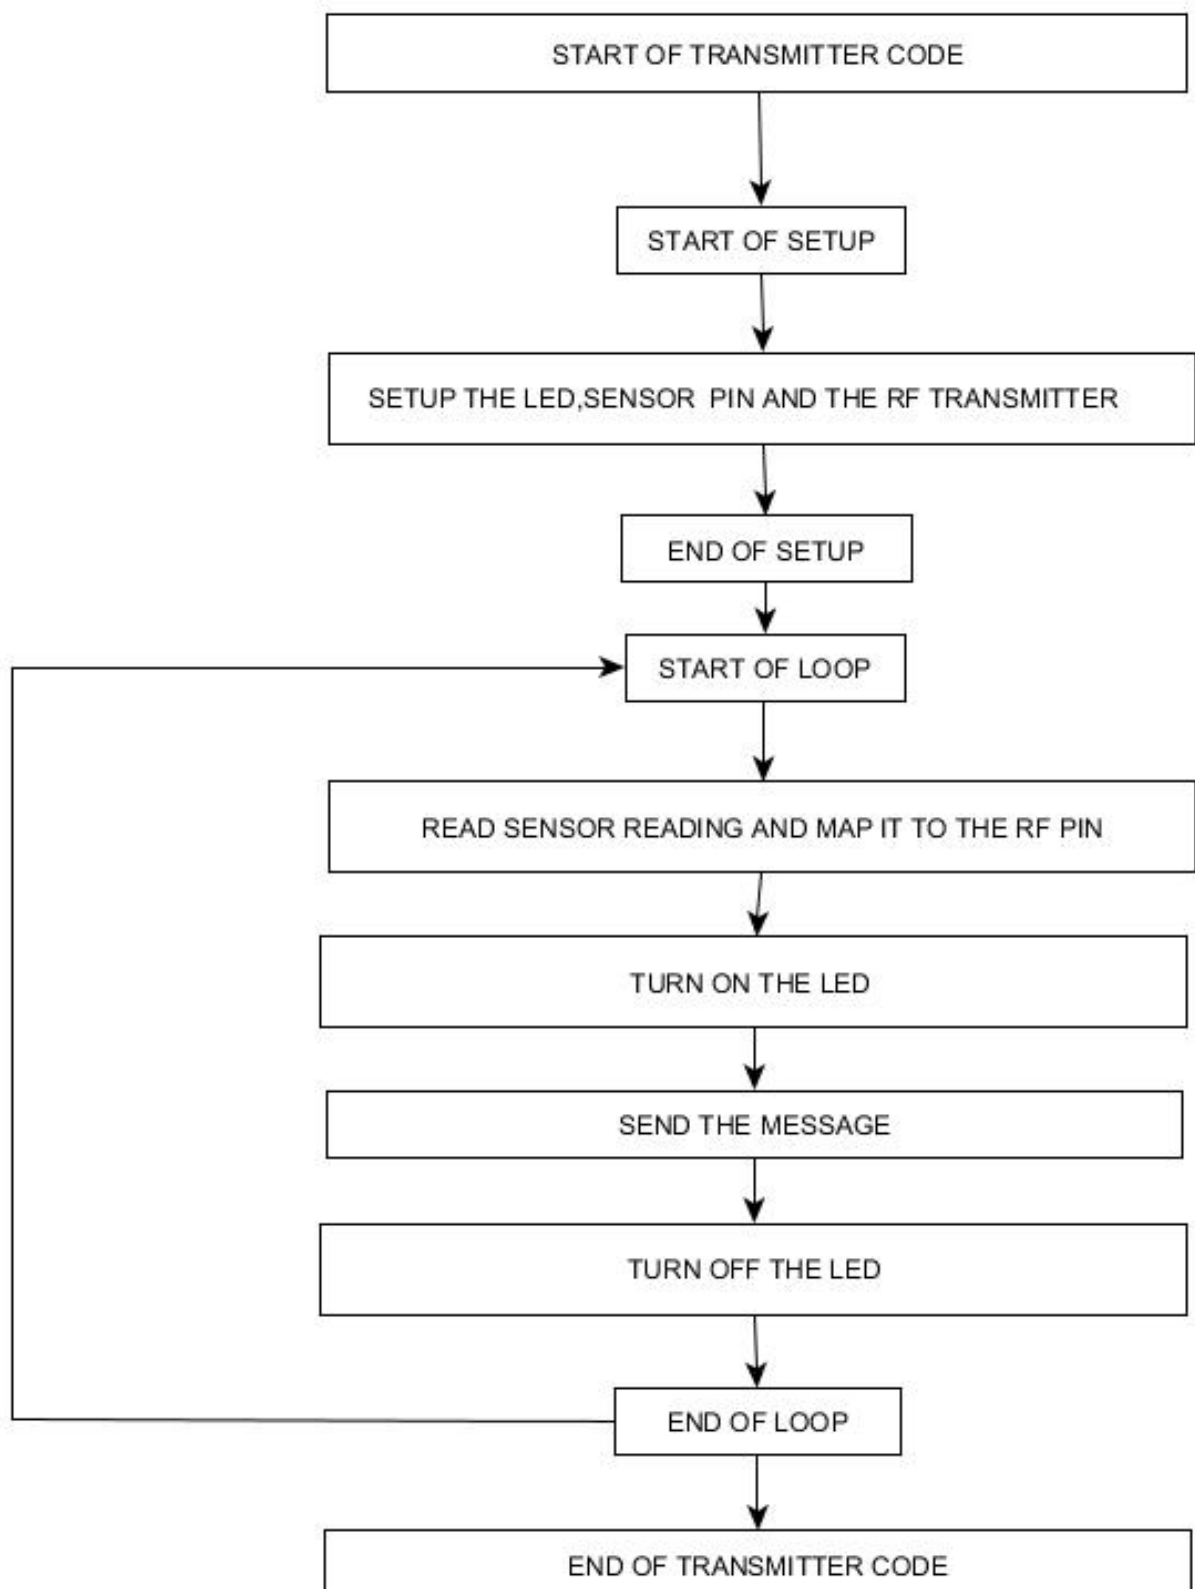 START OF TRANSMITTER CODE
START OF SETUP
SETUP THE LED,SENSOR  PIN AND THE RF TRANSMITTER
END OF SETUP
START OF LOOP
READ SENSOR READING AND MAP IT TO THE RF PIN
TURN ON THE LED
SEND THE MESSAGE
TURN OFF THE LED
END OF LOOP
END OF TRANSMITTER CODE